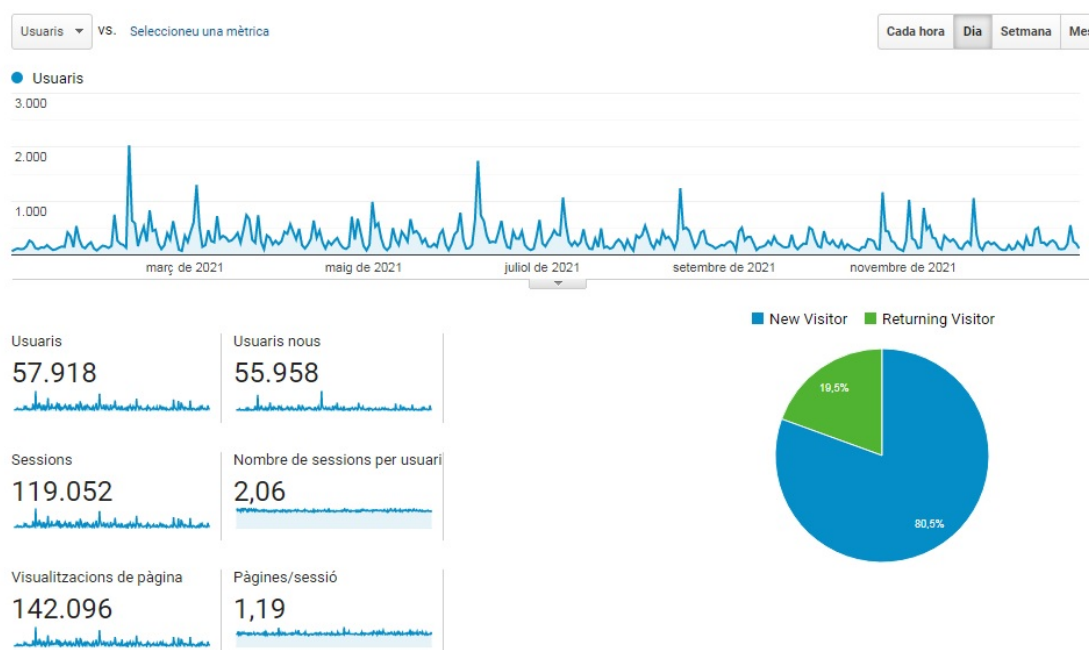 Usuaris VS. Seleccioneu una mètrica
Cada hora Dia Setmana Mes
Usuaris
3.000
2.000
1.000
març de 2021 maig de 2021 juliol de 2021 setembre de 2021 novembre de 2021
New Visitor Returning Visitor
Usuaris Usuaris nous
57.918 55.958
19,5%
Sessions Nombre de sessions per usuari
119.052 2,06
80,5%
Visualitzacions de pàgina Pàgines/sessió
142.096 1,19